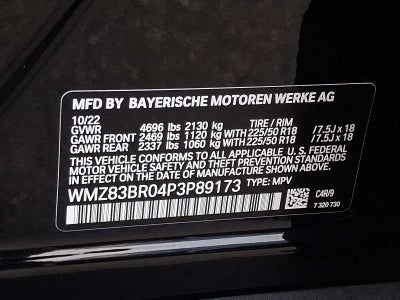 MFD BY BAYERISCHE MOTOREN WERKE AG
10/22
GVWR 4696 lbs 2130 kg TIRE / RIM
GAWR FRONT 2469 lbs 1120 kg WITH 225/50 R18 /7.5J x 18
GAWR REAR 2337 lbs 1060 kg WITH 225/50 R18 /7.5J x 18
THIS VEHICLE CONFORMS TO ALL APPLICABLE U. S. FEDERAL
MOTOR VEHICLE SAFETY, BUMPER, AND THEFT PREVENTION
STANDARDS IN EFFECT ON THE DATE OF MANUFACTURE SHOWN ABOVE.
WMZ83BR04P3P89173 TYPE: MPV
C4R/9
7 320 730